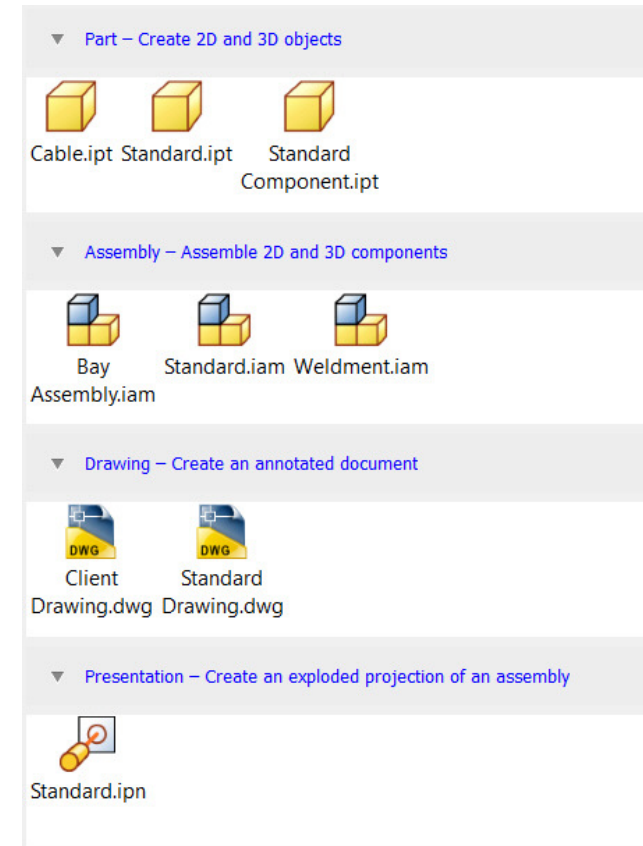 Part – Create 2D and 3D objects
Cable.ipt Standard.ipt Standard
Component.ipt
Assembly – Assemble 2D and 3D components
Bay Standard.iam Weldment.iam
Assembly.iam
Drawing – Create an annotated document
DWG DWG
Client Standard
Drawing.dwg Drawing.dwg
Presentation – Create an exploded projection of an assembly
Standard.ipn